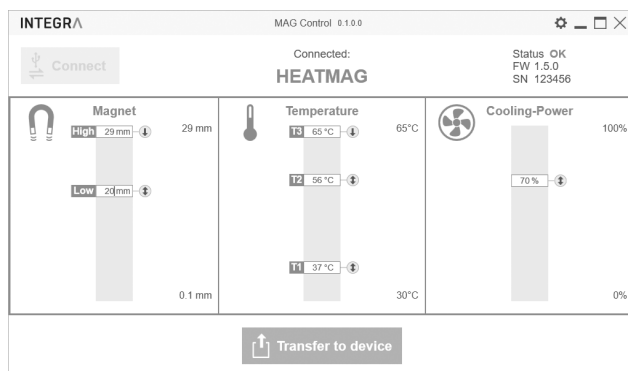 INTEGRA MAG Control 0.1.0.0
Connect
Connected:
HEATMAG
Status OK
FW 1.5.0
SN 123456
Magnet
High 29 mm 29 mm
Low 20 mm
0.1 mm
Temperature
T3 65 °C 65°C
T2 56 °C
T1 37 °C
30°C
Cooling-Power
100%
70 %
0%
Transfer to device